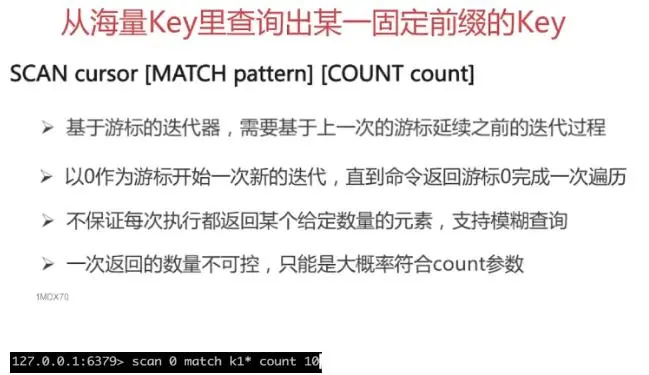 从海量Key里查询出某一固定前缀的Key
SCAN cursor [MATCH pattern] [COUNT count]
➢ 基于游标的迭代器，需要基于上一次的游标延续之前的迭代过程
➢ 以0作为游标开始一次新的迭代，直到命令返回游标0完成一次遍历
➢ 不保证每次执行都返回某个给定数量的元素，支持模糊查询
➢ 一次返回的数量不可控，只能是大概率符合count参数
1MDX70
127.0.0.1:6379> scan 0 match k1* count 10